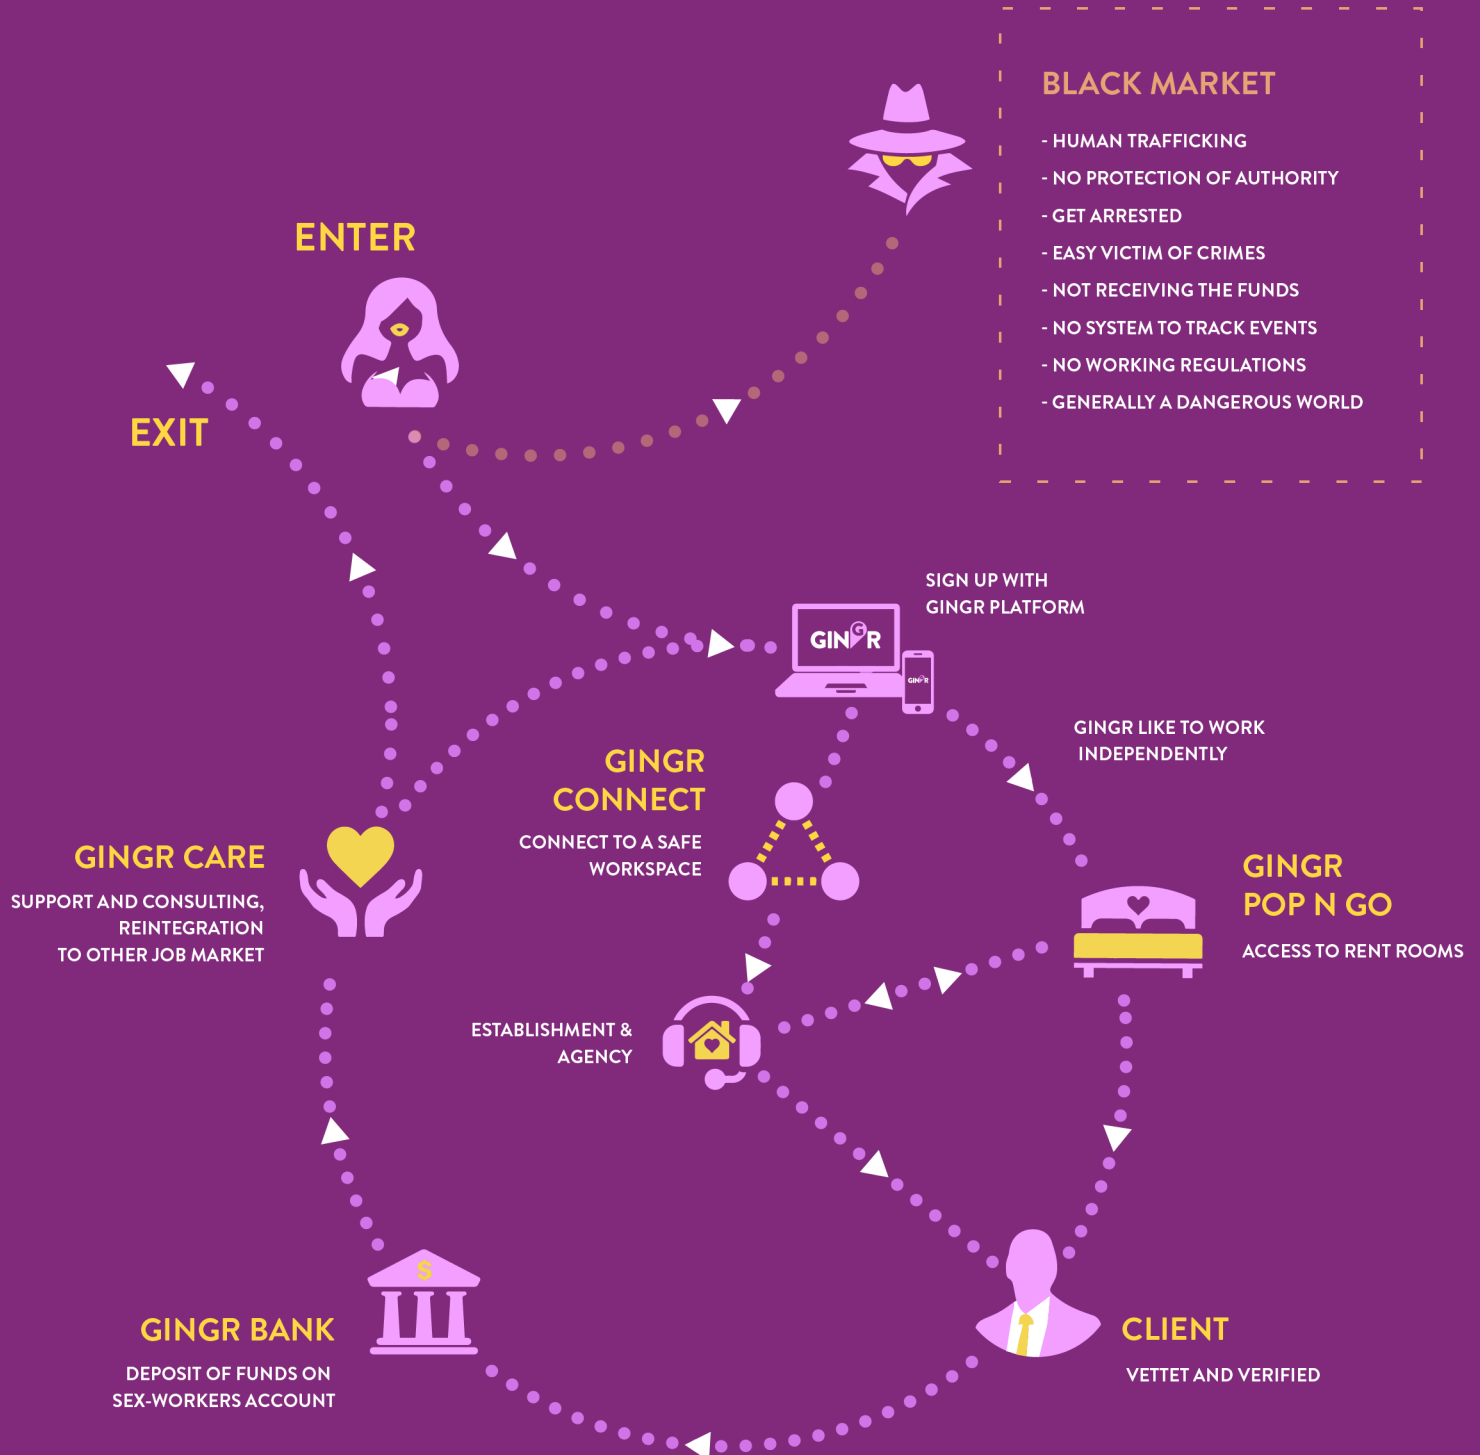 BLACK MARKET
- HUMAN TRAFFICKING
- NO PROTECTION OF AUTHORITY
- GET ARRESTED
- EASY VICTIM OF CRIMES
- NOT RECEIVING THE FUNDS
- NO SYSTEM TO TRACK EVENTS
- NO WORKING REGULATIONS
- GENERALLY A DANGEROUS WORLD
ENTER
EXIT
SIGN UP WITH
GINGR PLATFORM
GINGR
GINGR
GINGR LIKE TO WORK
INDEPENDENTLY
GINGR
CONNECT
CONNECT TO A SAFE
WORKSPACE
GINGR CARE
SUPPORT AND CONSULTING,
REINTEGRATION
TO OTHER JOB MARKET
GINGR
POP N GO
ACCESS TO RENT ROOMS
ESTABLISHMENT &
AGENCY
$
GINGR BANK
DEPOSIT OF FUNDS ON
SEX-WORKERS ACCOUNT
CLIENT
VETTET AND VERIFIED